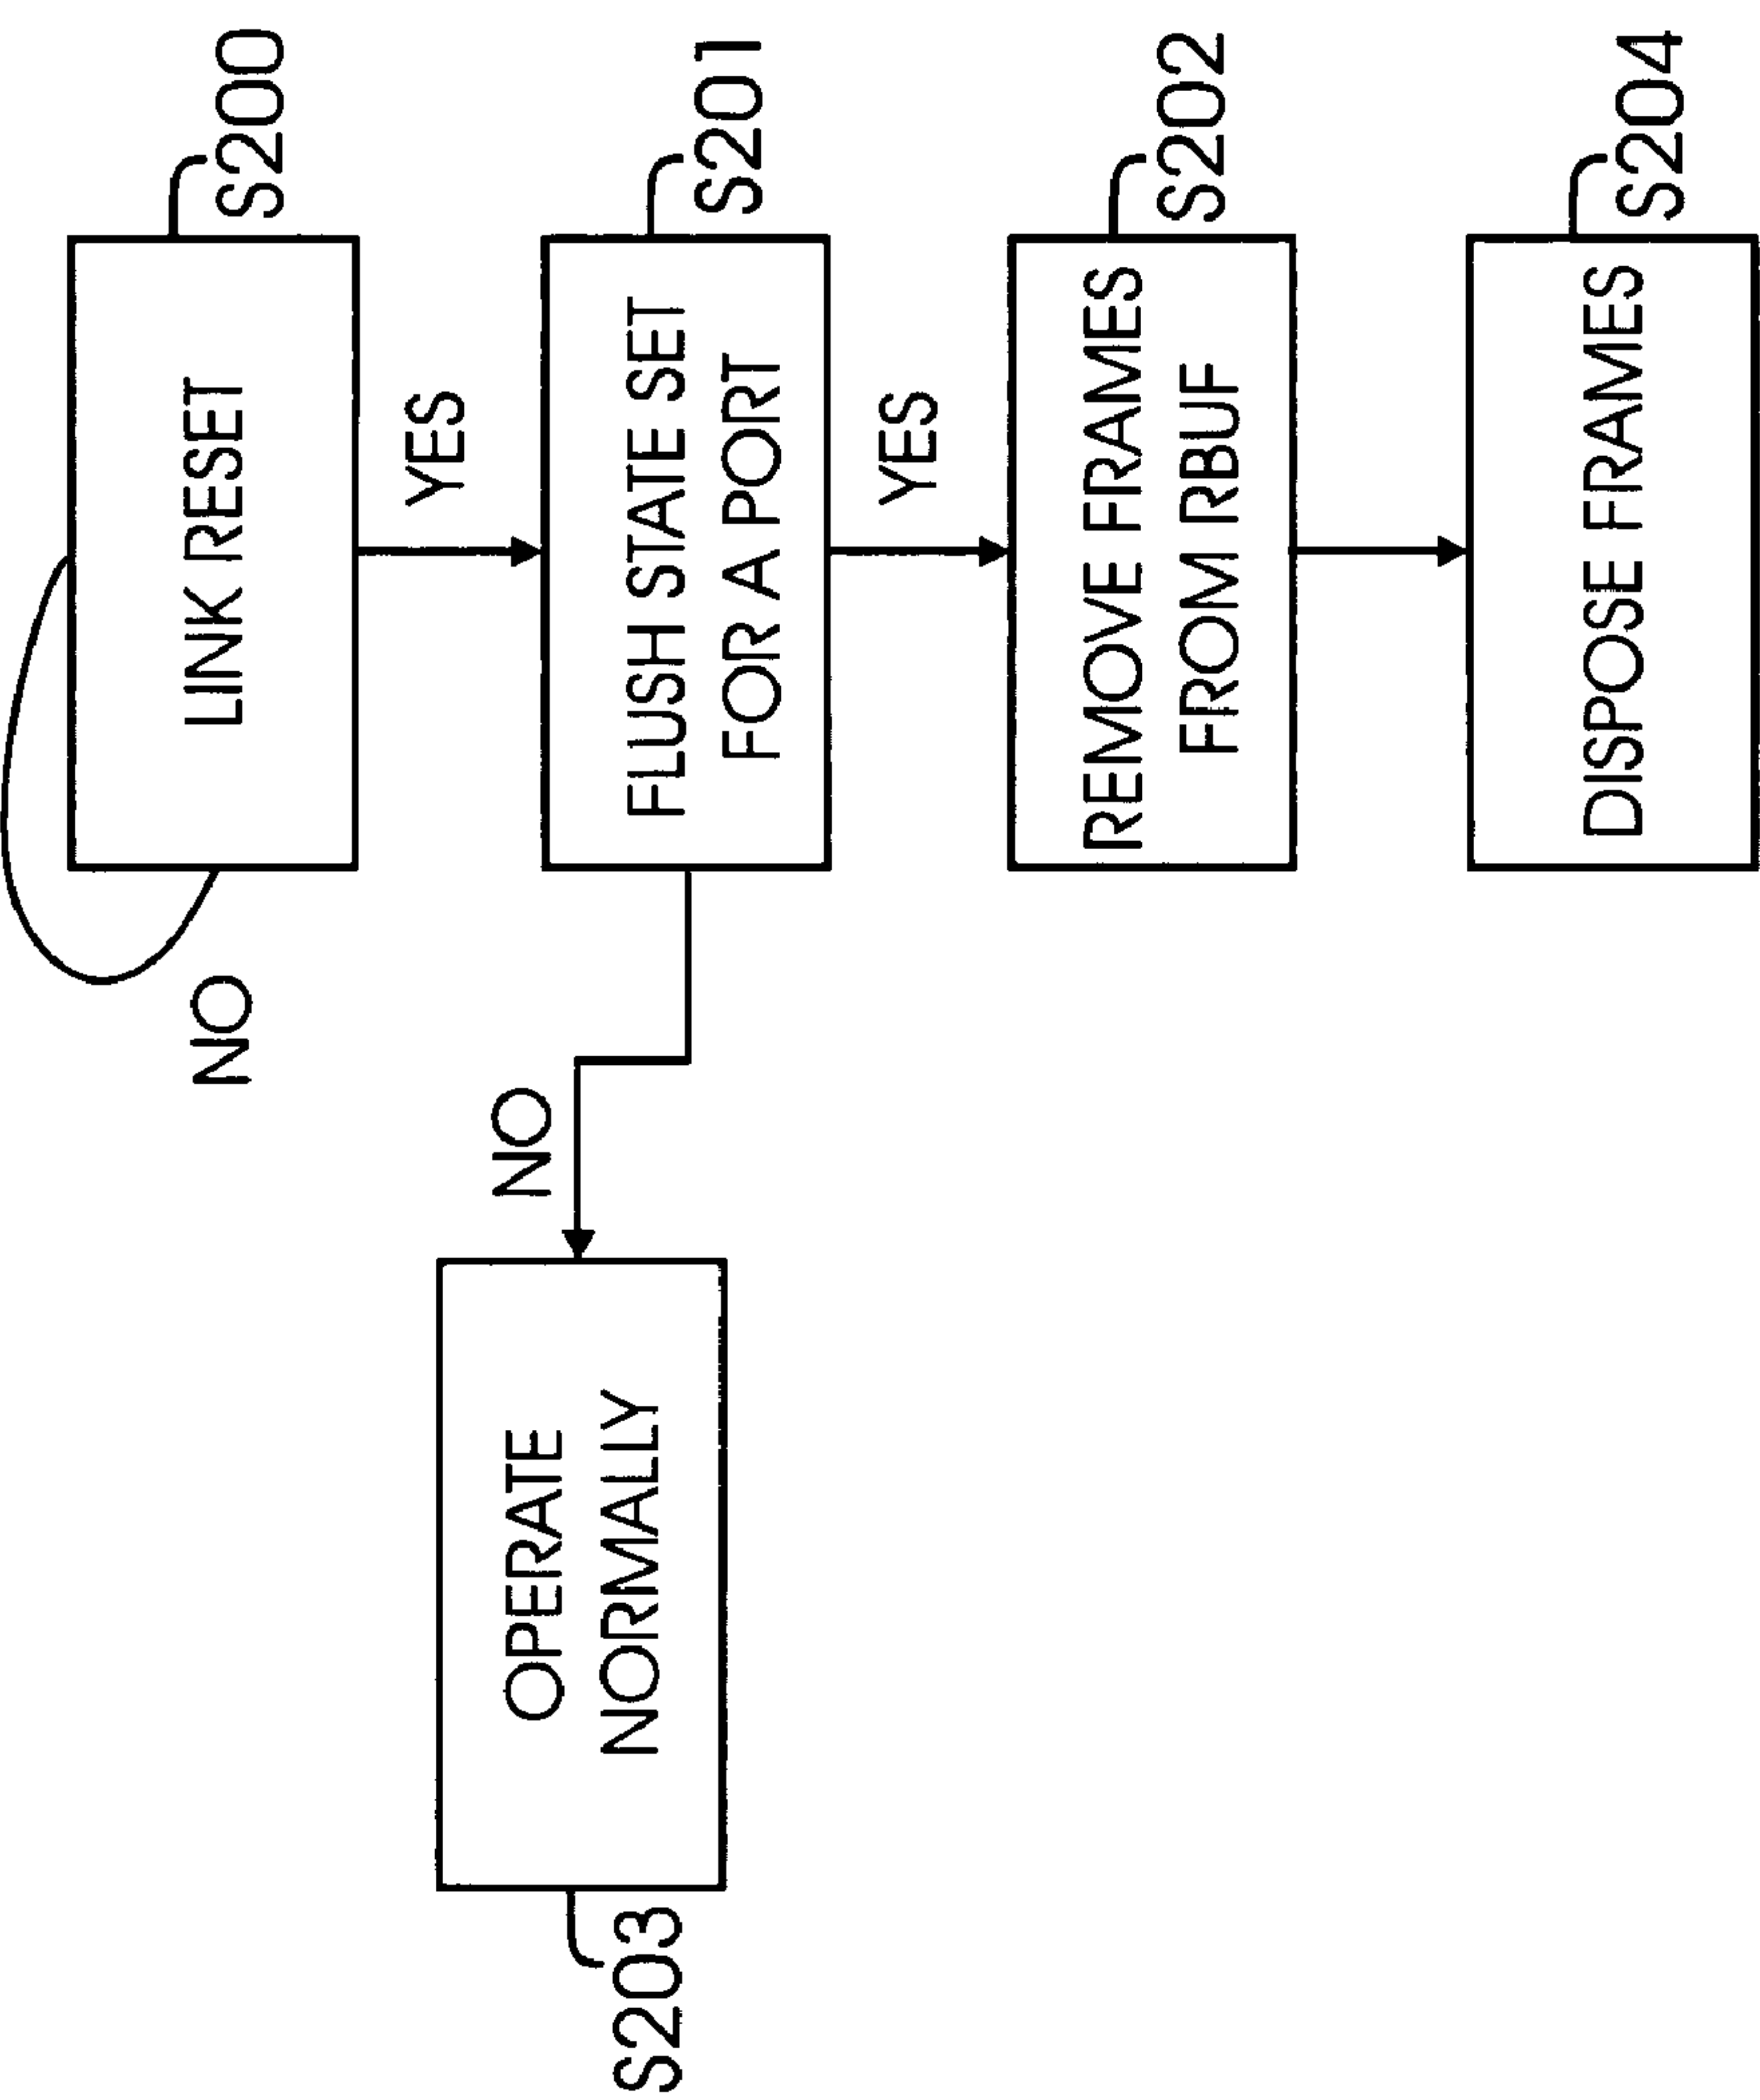 LINK RESET
S200
NO
YES
FLUSH STATE SET
FOR A PORT
S201
NO
YES
OPERATE
NORMALLY
S203
REMOVE FRAMES
FROM RBUF
S202
DISPOSE FRAMES
S204